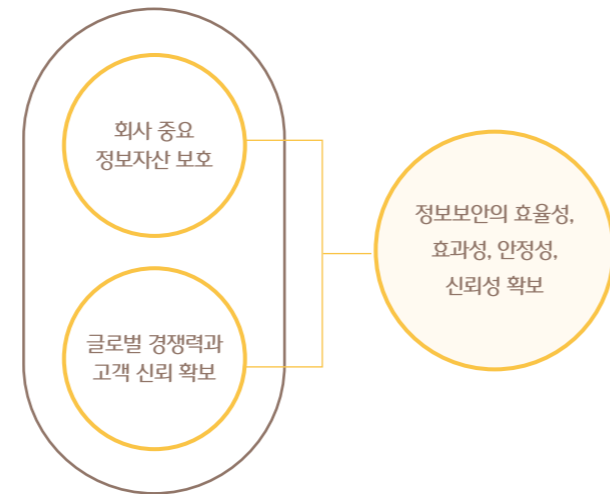 회사 중요
정보자산 보호
글로벌 경쟁력과
고객 신뢰 확보
정보보안의 효율성,
효과성, 안정성,
신뢰성 확보